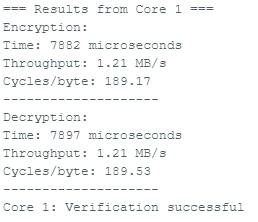 === Results from Core 1 ===
Encryption:
Time: 7882 microseconds
Throughput: 1.21 MB/s
Cycles/byte: 189.17
--------------------
Decryption:
Time: 7897 microseconds
Throughput: 1.21 MB/s
Cycles/byte: 189.53
--------------------
Core 1: Verification successful